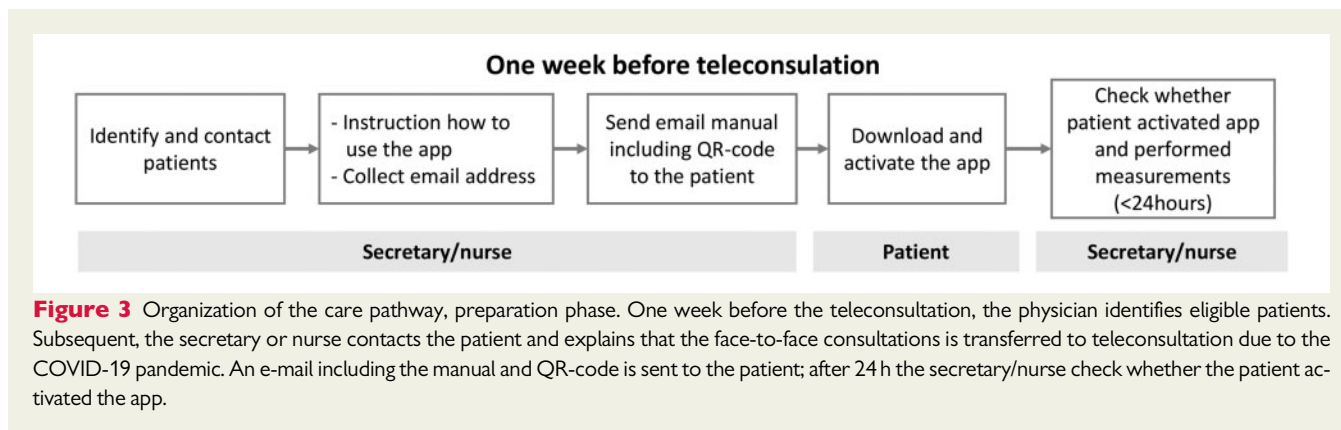 One week before teleconsulation
Identify and contact
patients
- Instruction how to
use the app
- Collect email address
Send email manual
including QR-code
to the patient
Download and
activate the app
Check whether
patient activated app
and performed
measurements
(<24hours)
Secretary/nurse
Patient
Secretary/nurse
Figure 3 Organization of the care pathway, preparation phase. One week before the teleconsultation, the physician identifies eligible patients.
Subsequent, the secretary or nurse contacts the patient and explains that the face-to-face consultations is transferred to teleconsultation due to the
COVID-19 pandemic. An e-mail including the manual and QR-code is sent to the patient; after 24 h the secretary/nurse check whether the patient ac-
tivated the app.